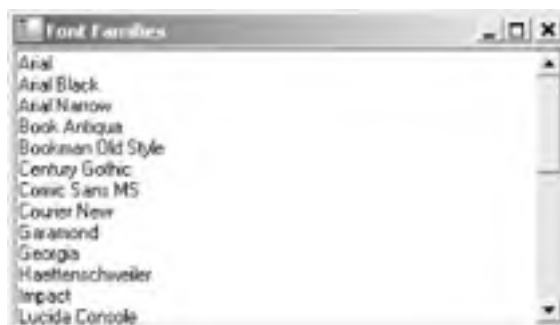 Font Families
Arial
Arial Black
Arial Narrow
Book Antiqua
Bookman Old Style
Century Gothic
Comic Sans MS
Courier New
Garamond
Georgia
Haettenschweiler
Impact
Lucida Console